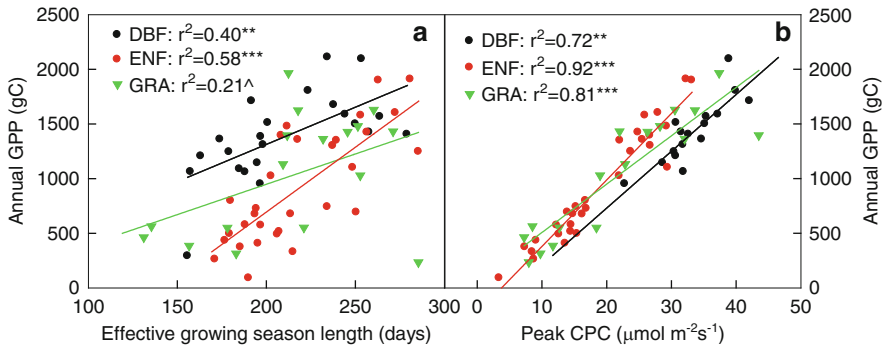 a
DBF: r²=0.40**
ENF: r²=0.58***
GRA: r²=0.21^
2500
2000
1500
1000
500
0
Annual GPP (gC)
100
150
200
250
300
Effective growing season length (days)
b
DBF: r²=0.72**
ENF: r²=0.92***
GRA: r²=0.81***
0
10
20
30
40
50
Peak CPC (μmol m⁻²s⁻¹)
2500
2000
1500
1000
500
0
Annual GPP (gC)